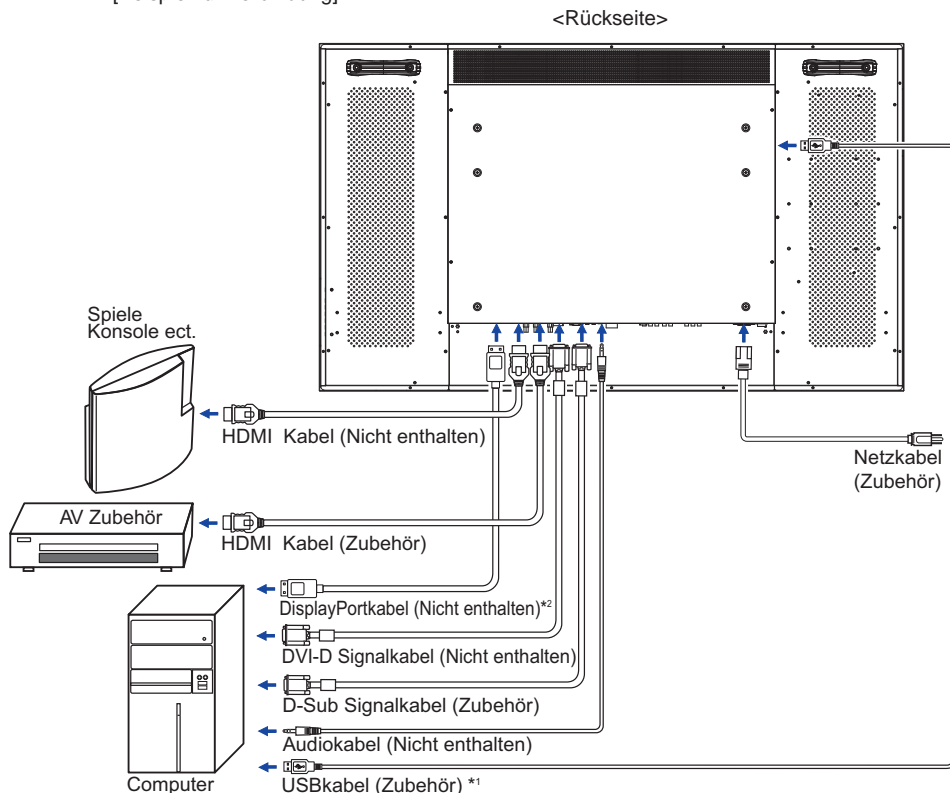 <Rückseite>
Spiele
Konsole ect.
HDMI Kabel (Nicht enthalten)
Netzkabel
(Zubehör)
AV Zubehör
HDMI Kabel (Zubehör)
DisplayPortkabel (Nicht enthalten)*2
DVI-D Signalkabel (Nicht enthalten)
D-Sub Signalkabel (Zubehör)
Audiokabel (Nicht enthalten)
Computer
USBkabel (Zubehör) *1